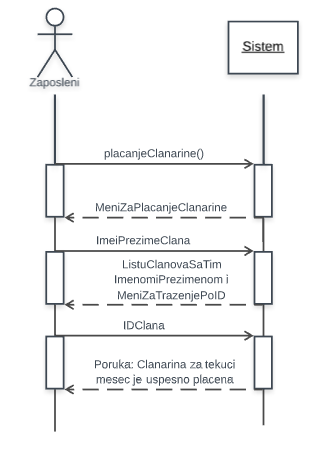 Zaposleni
Sistem
placanjeClanarine()
MeniZaPlacanjeClanarine
ImeiPrezimeClana
ListuClanovaSaTim
ImenomiPrezimenom i
MeniZaTrazenjePoID
IDClana
Poruka: Clanarina za tekuci
mesec je uspesno placena